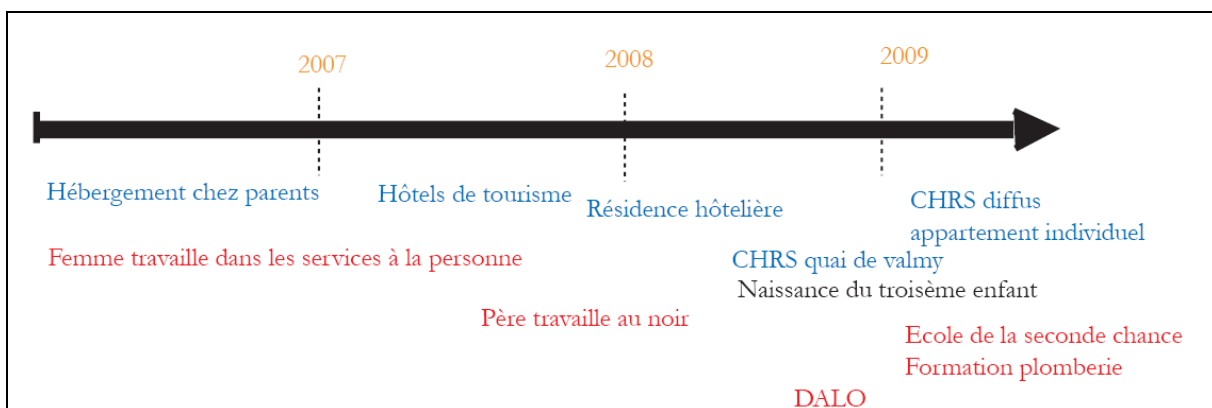 2007
2008
2009
Hébergement chez parents
Hôtels de tourisme
Résidence hôtelière
CHRS diffus
appartement individuel
Femme travaille dans les services à la personne
CHRS quai de valmy
Naissance du troisème enfant
Père travaille au noir
Ecole de la seconde chance
Formation plomberie
DALO